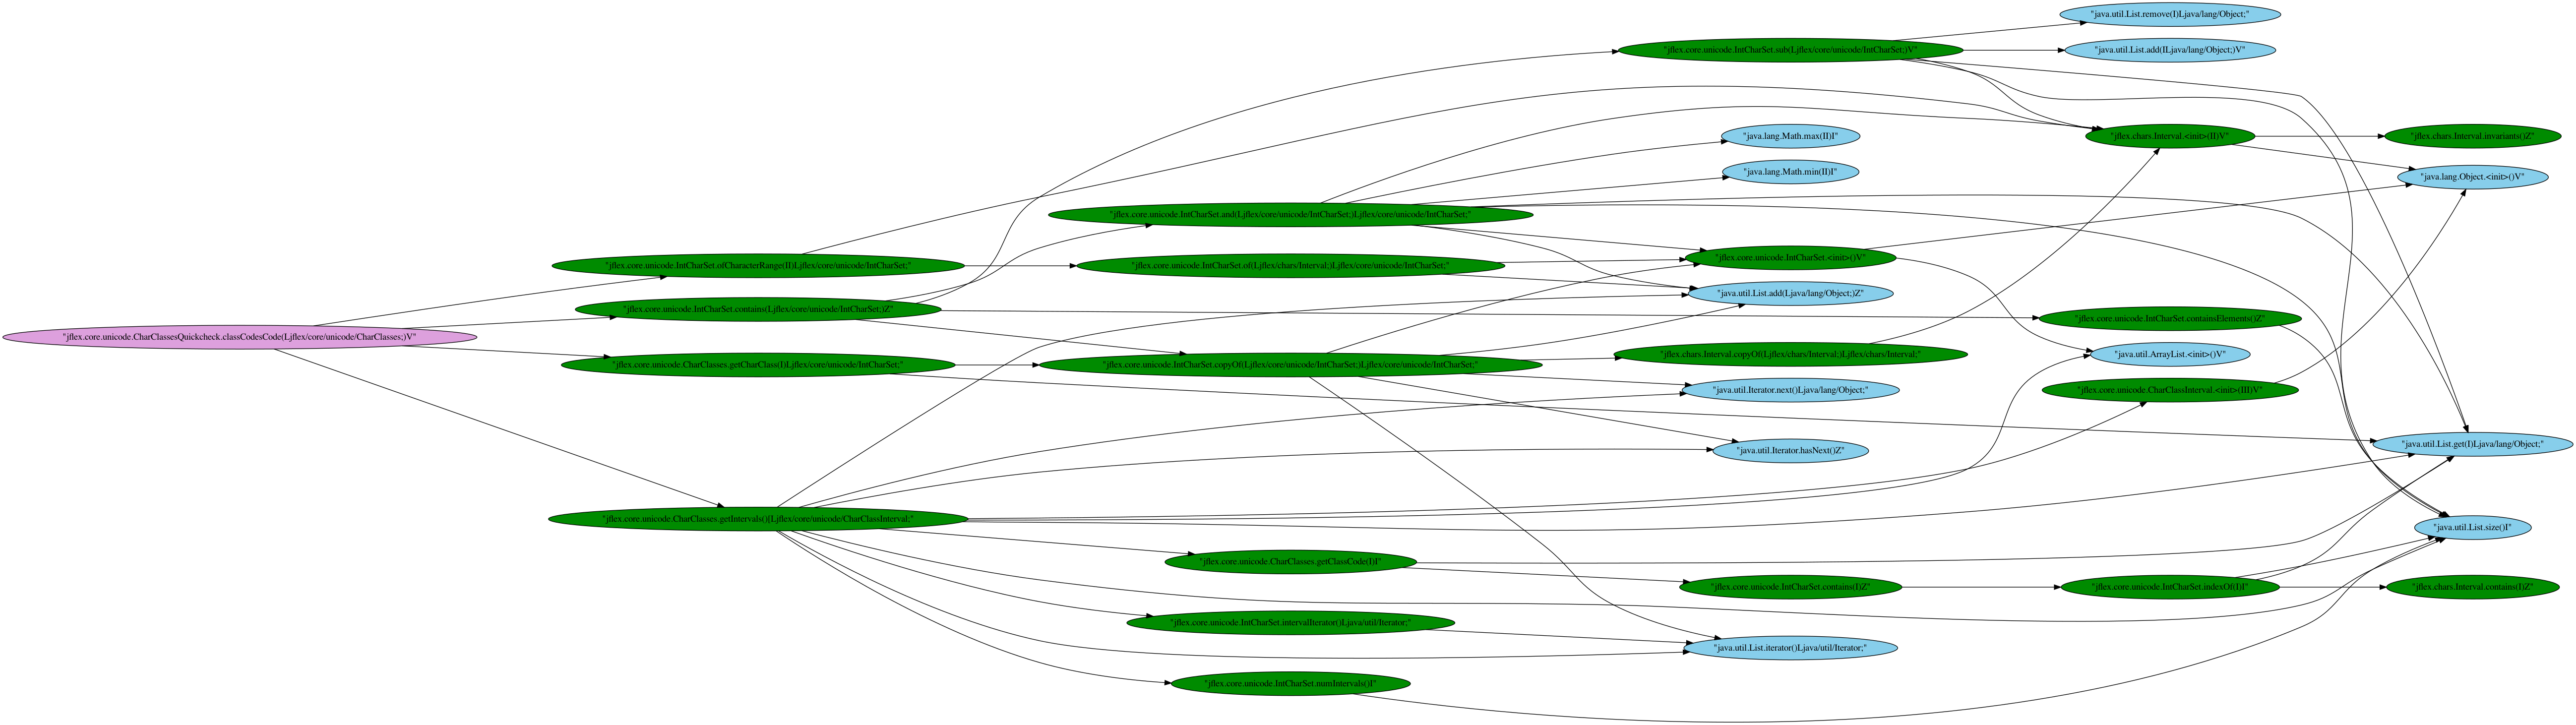 "java.util.List.remove(I)Ljava/lang/Object;"
"jflex.core.unicode.IntCharSet.sub(Ljflex/core/unicode/IntCharSet;)V"
"java.util.List.add(ILjava/lang/Object;)V"
"java.lang.Math.max(II)I"
"jflex.chars.Interval.<init>(II)V"
"jflex.chars.Interval.invariants()Z"
"java.lang.Math.min(II)I"
"java.lang.Object.<init>()V"
"jflex.core.unicode.IntCharSet.and(Ljflex/core/unicode/IntCharSet;)Ljflex/core/unicode/IntCharSet;"
"jflex.core.unicode.IntCharSet.<init>()V"
"jflex.core.unicode.IntCharSet.ofCharacterRange(II)Ljflex/core/unicode/IntCharSet;"
"jflex.core.unicode.IntCharSet.of(Ljflex/chars/Interval;)Ljflex/core/unicode/IntCharSet;"
"java.util.List.add(Ljava/lang/Object;)Z"
"jflex.core.unicode.IntCharSet.contains(Ljflex/core/unicode/IntCharSet;)Z"
"jflex.core.unicode.IntCharSet.containsElements()Z"
"jflex.core.unicode.CharClassesQuickcheck.classCodesCode(Ljflex/core/unicode/CharClasses;)V"
"jflex.chars.Interval.copyOf(Ljflex/chars/Interval;)Ljflex/chars/Interval;"
"java.util.ArrayList.<init>()V"
"jflex.core.unicode.CharClasses.getCharClass(I)Ljflex/core/unicode/IntCharSet;"
"jflex.core.unicode.IntCharSet.copyOf(Ljflex/core/unicode/IntCharSet;)Ljflex/core/unicode/IntCharSet;"
"java.util.Iterator.next()Ljava/lang/Object;"
"jflex.core.unicode.CharClassInterval.<init>(III)V"
"java.util.List.get(I)Ljava/lang/Object;"
"java.util.Iterator.hasNext()Z"
"jflex.core.unicode.CharClasses.getIntervals()[Ljflex/core/unicode/CharClassInterval;"
"java.util.List.size()I"
"jflex.core.unicode.CharClasses.getClassCode(I)I"
"jflex.core.unicode.IntCharSet.contains(I)Z"
"jflex.core.unicode.IntCharSet.indexOf(I)I"
"jflex.chars.Interval.contains(I)Z"
"jflex.core.unicode.IntCharSet.intervalIterator()Ljava/util/Iterator;"
"java.util.List.iterator()Ljava/util/Iterator;"
"jflex.core.unicode.IntCharSet.numIntervals()I"